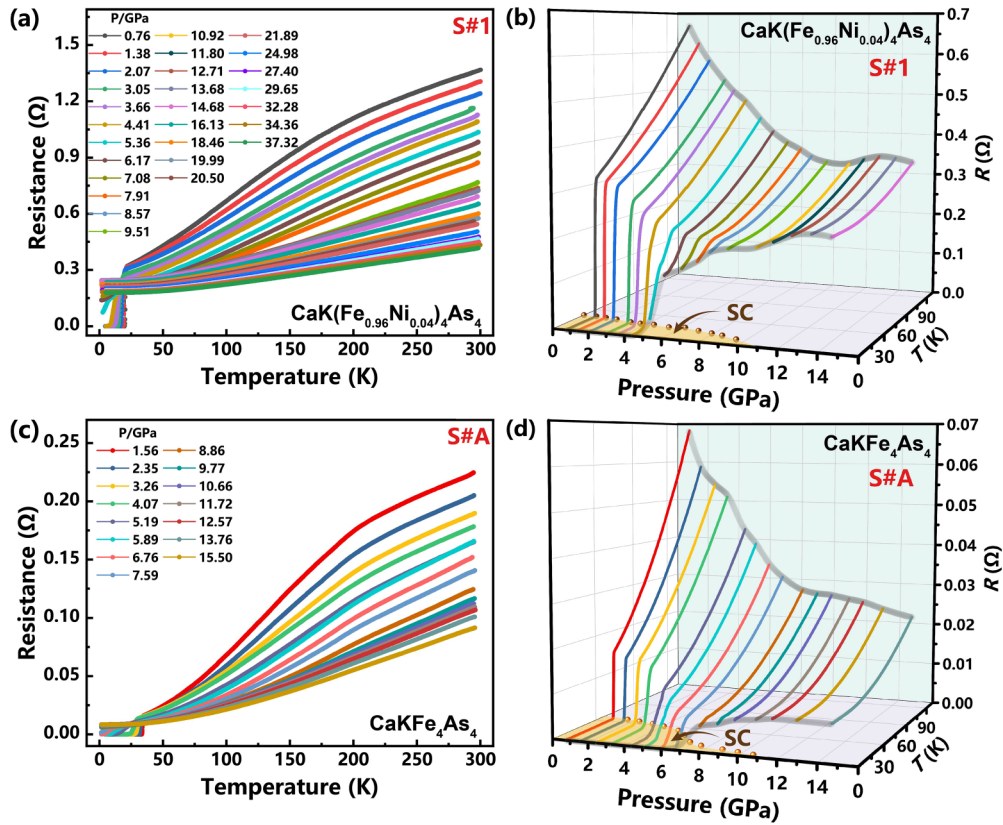 (a)
P/GPa
S#1
0.76 10.92 21.89
1.38 11.80 24.98
2.07 12.71 27.40
3.05 13.68 29.65
3.66 14.68 32.28
4.41 16.13 34.36
5.36 18.46 37.32
6.17 19.99
7.08 20.50
7.91
8.57
9.51
1.5
1.2
0.9
0.6
0.3
0.0
Resistance (Ω)
CaK(Fe0.96Ni0.04)4As4
0 50 100 150 200 250 300
Temperature (K)
(b)
CaK(Fe0.96Ni0.04)4As4
S#1
0.7
0.6
0.5
0.4
0.3
0.2
0.1
0.0
R (Ω)
SC
0 2 4 6 8 10 12 14 0
30 60 90
T (K)
Pressure (GPa)
(c)
P/GPa
S#A
1.56 8.86
2.35 9.77
3.26 10.66
4.07 11.72
5.19 12.57
5.89 13.76
6.76 15.50
7.59
0.25
0.20
0.15
0.10
0.05
0.00
Resistance (Ω)
CaKFe4As4
0 50 100 150 200 250 300
Temperature (K)
(d)
CaKFe4As4
S#A
0.07
0.06
0.05
0.04
0.03
0.02
0.01
0.00
R (Ω)
SC
0 2 4 6 8 10 12 14 0
30 60 90
T (K)
Pressure (GPa)